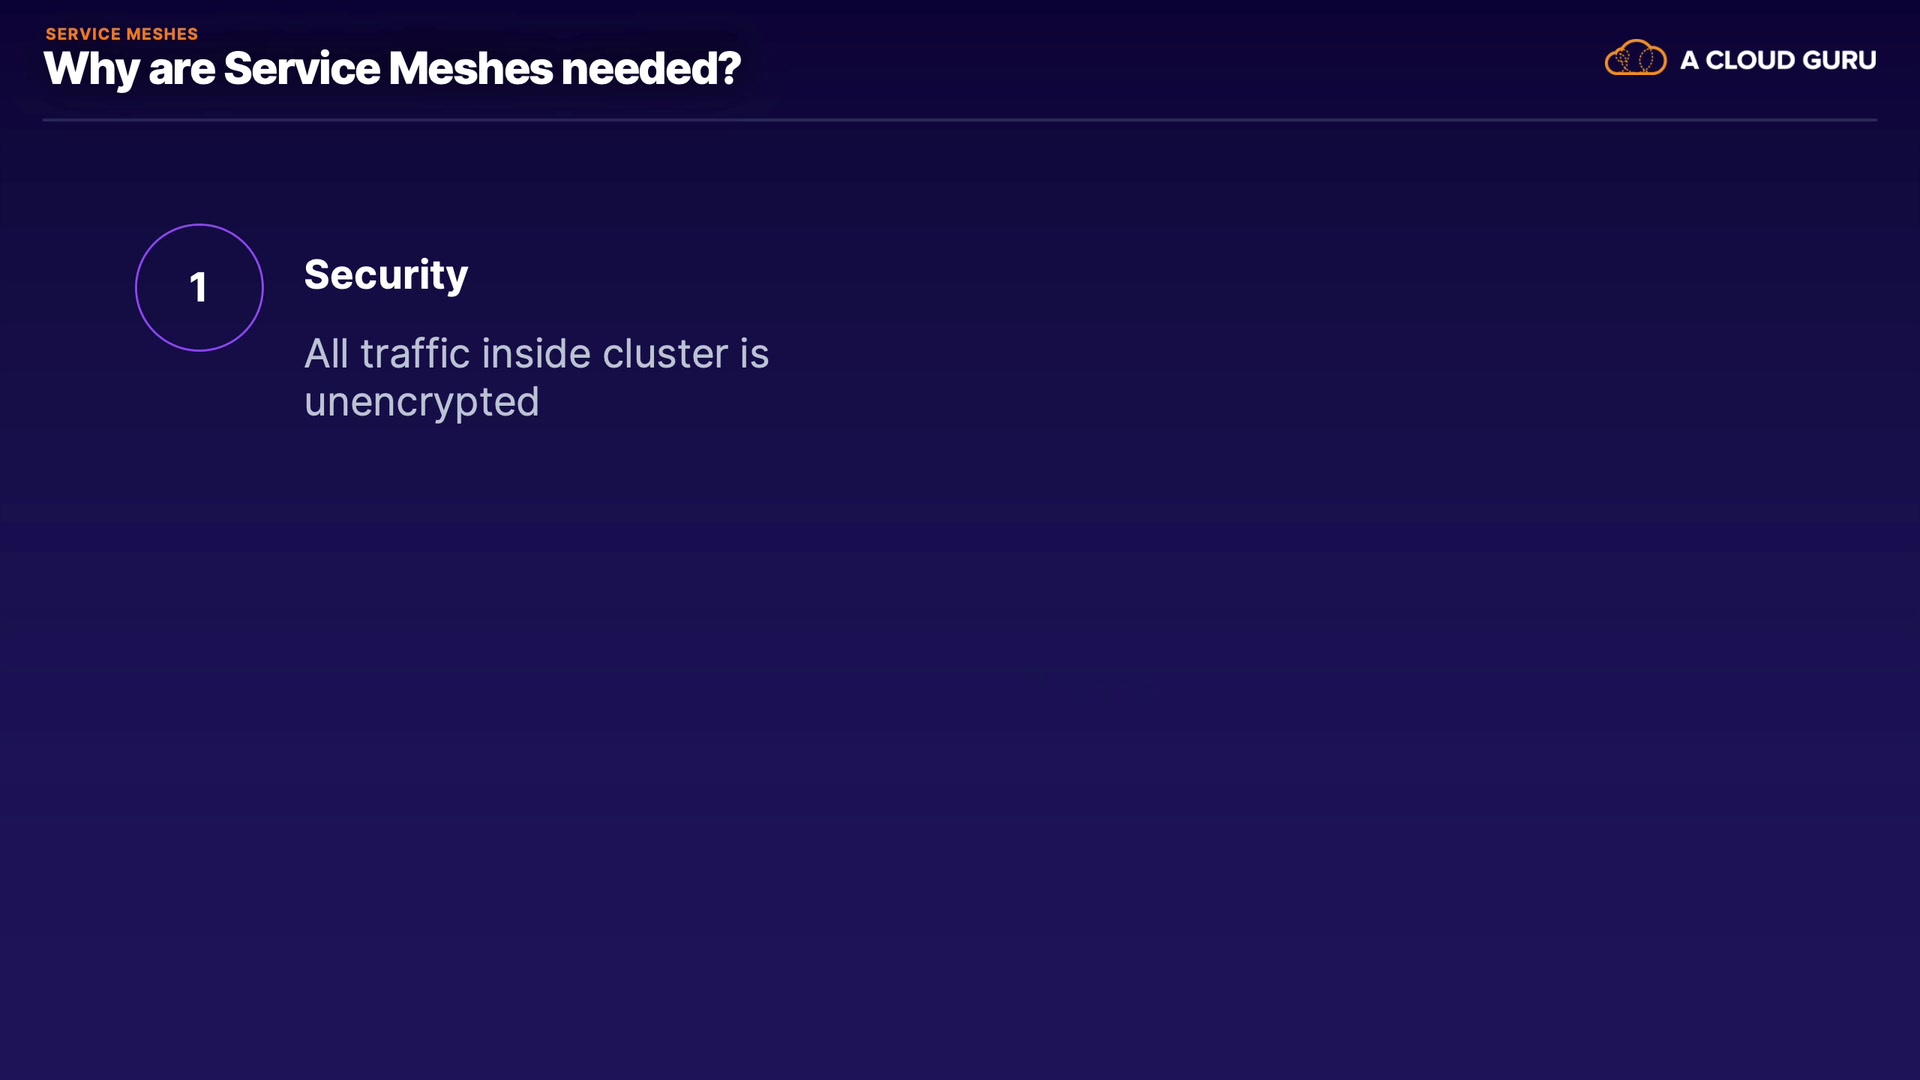 SERVICE MESHES
Why are Service Meshes needed?
A CLOUD GURU
1
Security
All traffic inside cluster is
unencrypted